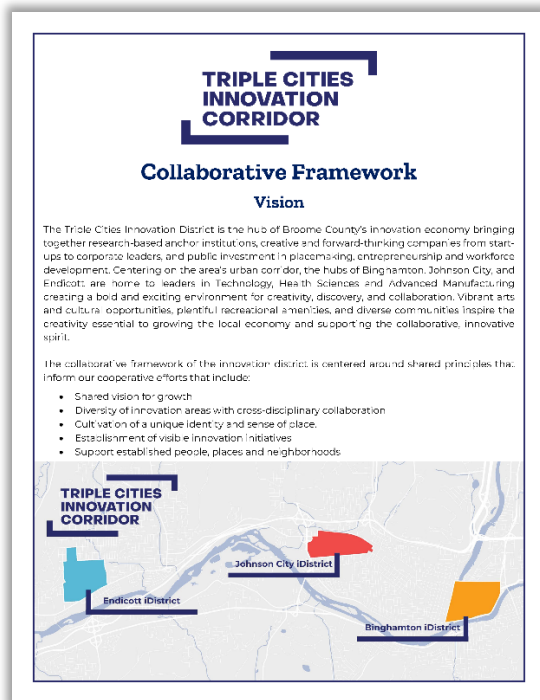 TRIPLE CITIES
INNOVATION
CORRIDOR
Collaborative Framework
Vision
The Triple Cities Innovation District is the hub of Broome County's innovation economy bringing
together research-based anchor institutions, creative and forward-thinking companies from start-
ups to corporate leaders, and public investment in placemaking, entrepreneurship and workforce
development. Centering on the area's urban corridor, the hubs of Binghamton, Johnson City, and
Endicott are home to leaders in Technology, Health Sciences and Advanced Manufacturing
creating a bold and exciting environment for creativity, discovery, and collaboration. Vibrant arts
and cultural opportunities, plentiful recreational amenities, and diverse communities inspire the
creativity essential to growing the local economy and supporting the collaborative, innovative
spirit.
The collaborative framework of the innovation district is centered around shared principles that
inform our cooperative efforts that include:
• Shared vision for growth
• Diversity of innovation areas with cross-disciplinary collaboration
• Cultivation of a unique identity and sense of place.
• Establishment of visible innovation initiatives
• Support established people, places and neighborhoods
TRIPLE CITIES
INNOVATION
CORRIDOR
Johnson City iDistrict
Endicott iDistrict
Binghamton iDistrict